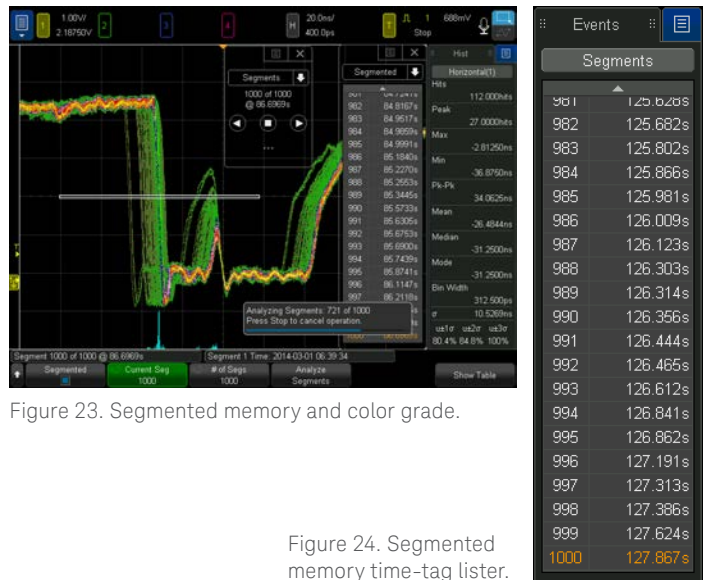 1
1.00V/
2.18750V
2
3
4
H
20.0ns/
400.0ps
T
1
688mV
Stop
Segments
1000 of 1000
@ 86.6969s
...
Segmented
981 84.7241s
982 84.8167s
983 84.9517s
984 84.9859s
985 84.9991s
986 85.1840s
987 85.2270s
988 85.2553s
989 85.3445s
990 85.5733s
991 85.6305s
992 85.6753s
993 85.6900s
994 85.7439s
995 85.8741s
996 86.1147s
997 86.2118s
Hist
Horizontal(1)
Hits
112.000hits
Peak
27.0000hits
Max
-2.81250ns
Min
-36.8750ns
Pk-Pk
34.0625ns
Mean
-26.4844ns
Median
-31.2500ns
Mode
-31.2500ns
Bin Width
312.500ps
σ
10.5269ns
u±1σ u±2σ u±3σ
80.4% 84.8% 100%
Analyzing Segments: 721 of 1000
Press Stop to cancel operation.
Segment 1000 of 1000 @ 86.6969s
Segment 1 Time: 2014-03-01 06:39:34
Segmented
Current Seg
1000
# of Segs
1000
Analyze
Segments
Show Table
Figure 23. Segmented memory and color grade.
Events
Segments
981 125.628s
982 125.682s
983 125.802s
984 125.866s
985 125.981s
986 126.009s
987 126.123s
988 126.303s
989 126.314s
990 126.356s
991 126.444s
992 126.465s
993 126.612s
994 126.841s
995 126.862s
996 127.191s
997 127.313s
998 127.386s
999 127.624s
1000 127.867s
Figure 24. Segmented
memory time-tag lister.